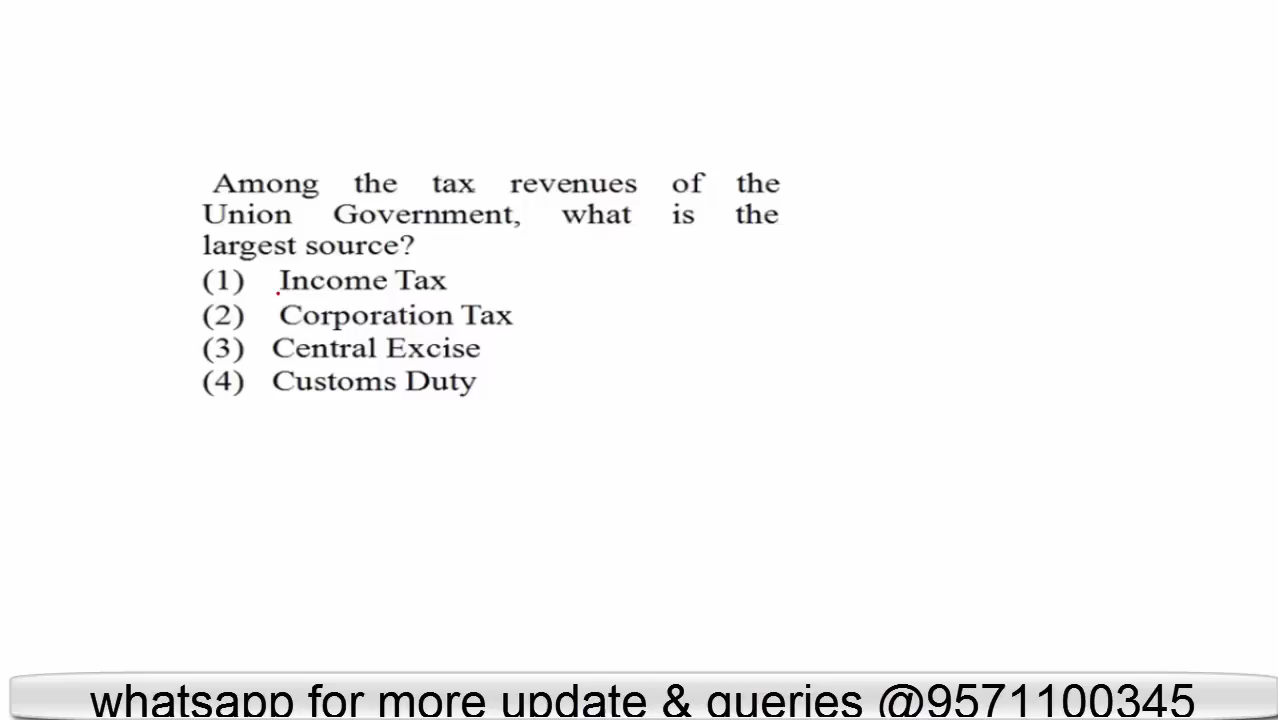 Among the tax revenues of the
Union Government, what is the
largest source?
(1) Income Tax
(2) Corporation Tax
(3) Central Excise
(4) Customs Duty
whatsapp for more update & queries @9571100345